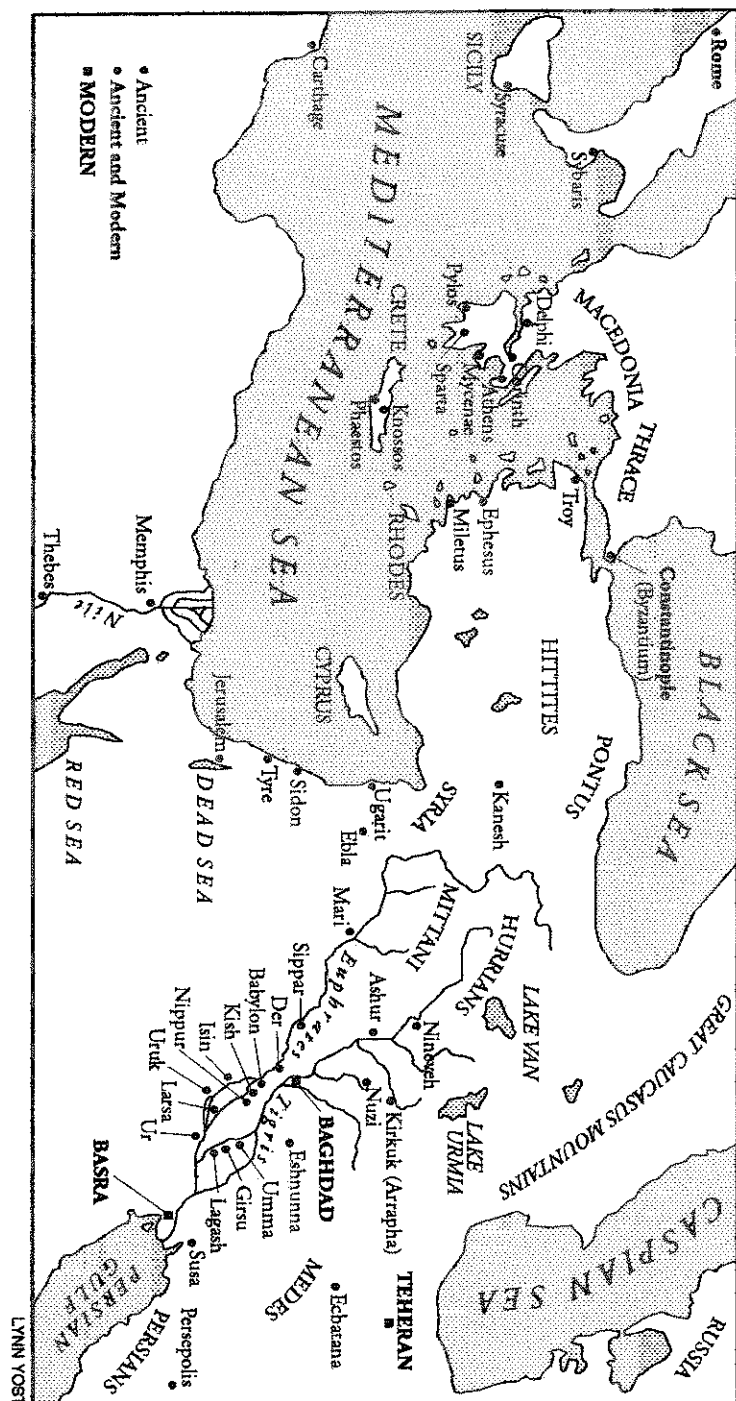 Rome
SICILY
Syracuse
Sybaris
Carthage
MEDITERRANEAN SEA
MACEDONIA
THRACE
Delphi
Corinth
Athens
Mycenae
Sparta
Pylos
CRETE
Knossos
Phaestos
Troy
Ephesus
Miletus
RHODES
Constantinople
(Byzantium)
BLACK SEA
PONTUS
HITTITES
Kanesh
CYPRUS
SYRIA
Ugarit
Ebla
Sidon
Tyre
Jerusalem
DEAD SEA
RED SEA
Memphis
Nile
Thebes
GREAT CAUCASUS MOUNTAINS
CASPIAN SEA
RUSSIA
LAKE VAN
LAKE
URMIA
HURRIANS
MITTANI
Nineveh
Ashur
Kirkuk (Arrapha)
Nuzi
Mari
Euphrates
Tigris
Sippar
Der
Babylon
Kish
Nippur
Isin
Uruk
Larsa
Ur
BAGHDAD
Eshnunna
Umma
Girsu
Lagash
BASRA
Susa
TEHERAN
Ecbatana
MEDES
Persepolis
PERSIANS
PERSIAN
GULF
Ancient
Ancient and Modern
MODERN
LYNN YOST